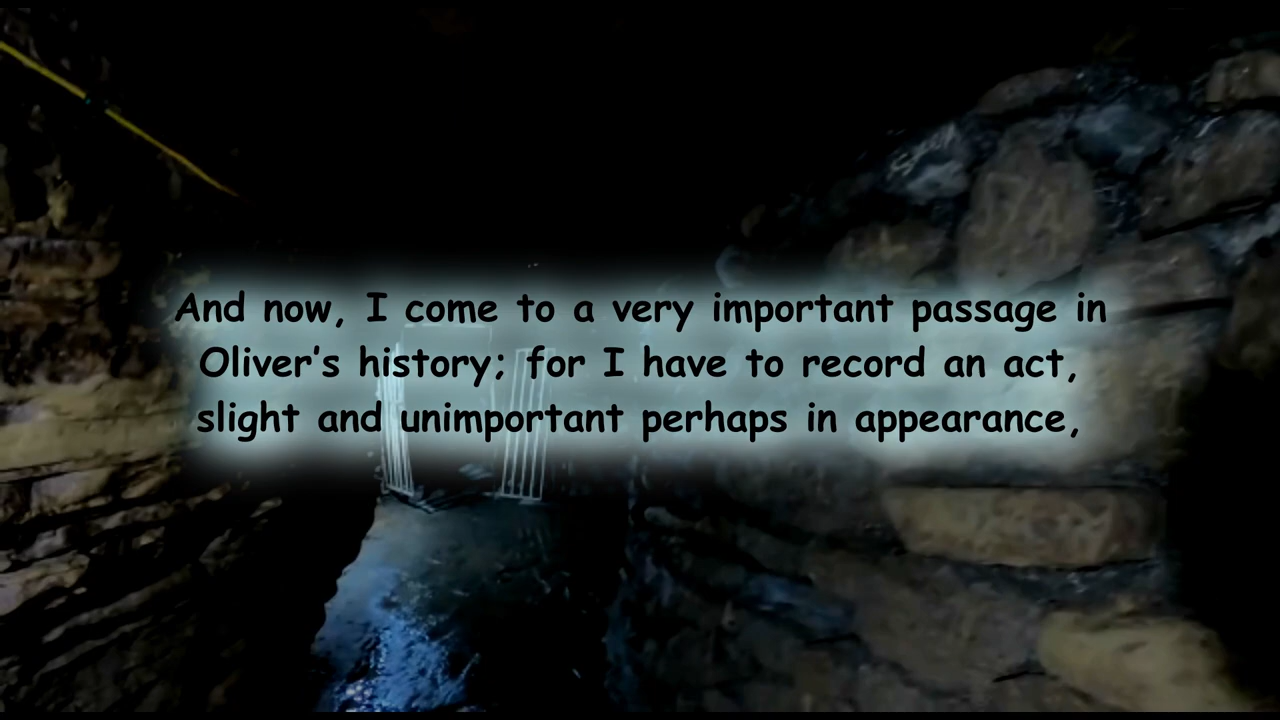 And now, I come to a very important passage in
Oliver's history; for I have to record an act,
slight and unimportant perhaps in appearance,